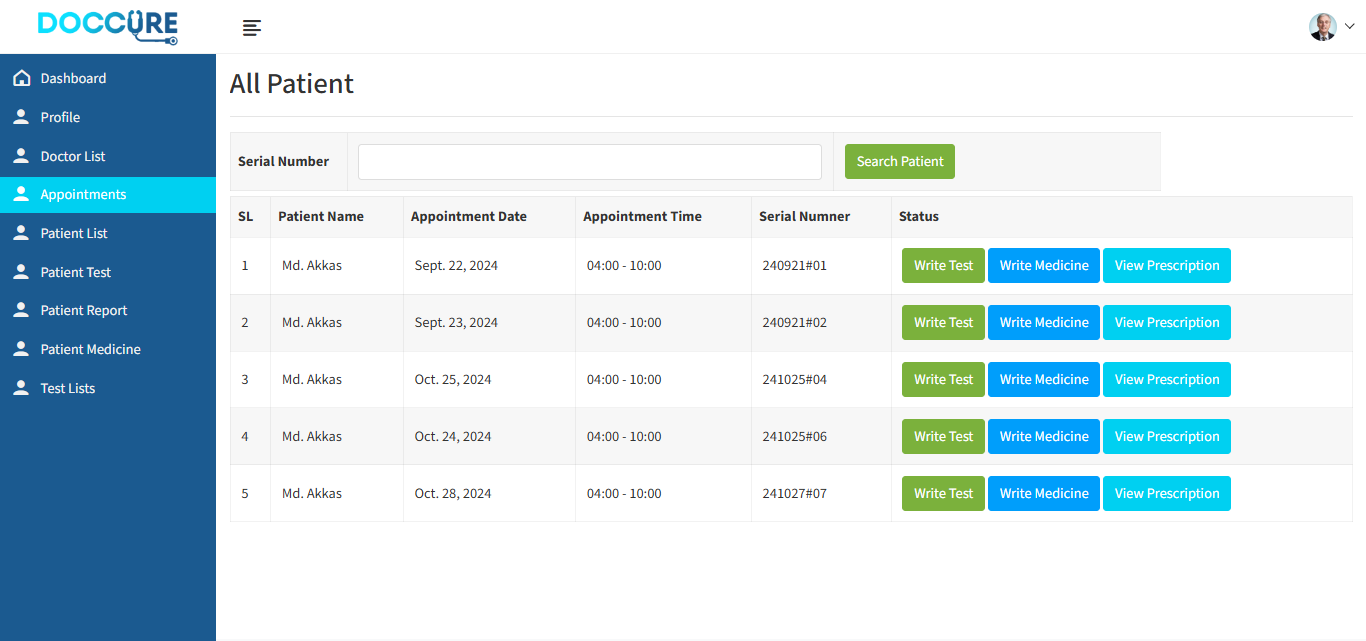 DOCCURE
Dashboard
Profile
Doctor List
Appointments
Patient List
Patient Test
Patient Report
Patient Medicine
Test Lists
All Patient
Serial Number Search Patient
SL Patient Name Appointment Date Appointment Time Serial Numner Status
1 Md. Akkas Sept. 22, 2024 04:00 - 10:00 240921#01 Write Test Write Medicine View Prescription
2 Md. Akkas Sept. 23, 2024 04:00 - 10:00 240921#02 Write Test Write Medicine View Prescription
3 Md. Akkas Oct. 25, 2024 04:00 - 10:00 241025#04 Write Test Write Medicine View Prescription
4 Md. Akkas Oct. 24, 2024 04:00 - 10:00 241025#06 Write Test Write Medicine View Prescription
5 Md. Akkas Oct. 28, 2024 04:00 - 10:00 241027#07 Write Test Write Medicine View Prescription